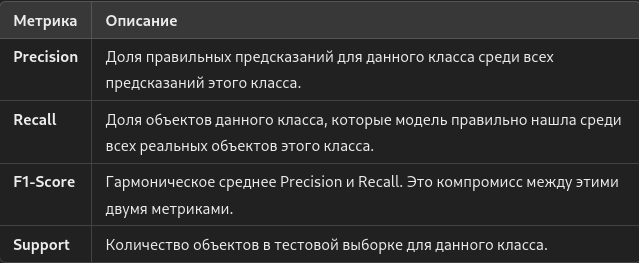 Метрика Описание
Precision Доля правильных предсказаний для данного класса среди всех
предсказаний этого класса.
Recall Доля объектов данного класса, которые модель правильно нашла среди
всех реальных объектов этого класса.
F1-Score Гармоническое среднее Precision и Recall. Это компромисс между этими
двумя метриками.
Support Количество объектов в тестовой выборке для данного класса.